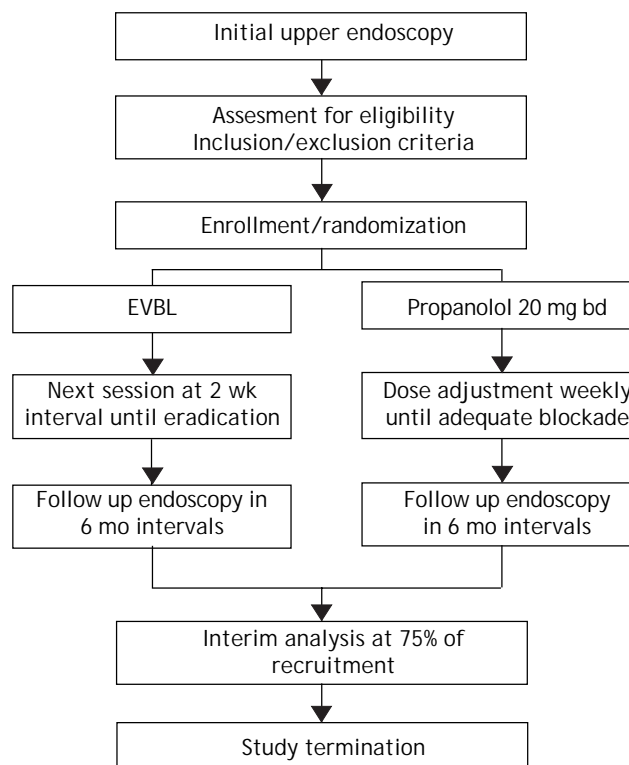 Initial upper endoscopy
Assesment for eligibility
Inclusion/exclusion criteria
Enrollment/randomization
EVBL
Propanolol 20 mg bd
Next session at 2 wk
interval until eradication
Dose adjustment weekly
until adequate blockade
Follow up endoscopy in
6 mo intervals
Follow up endoscopy
in 6 mo intervals
Interim analysis at 75% of
recruitment
Study termination